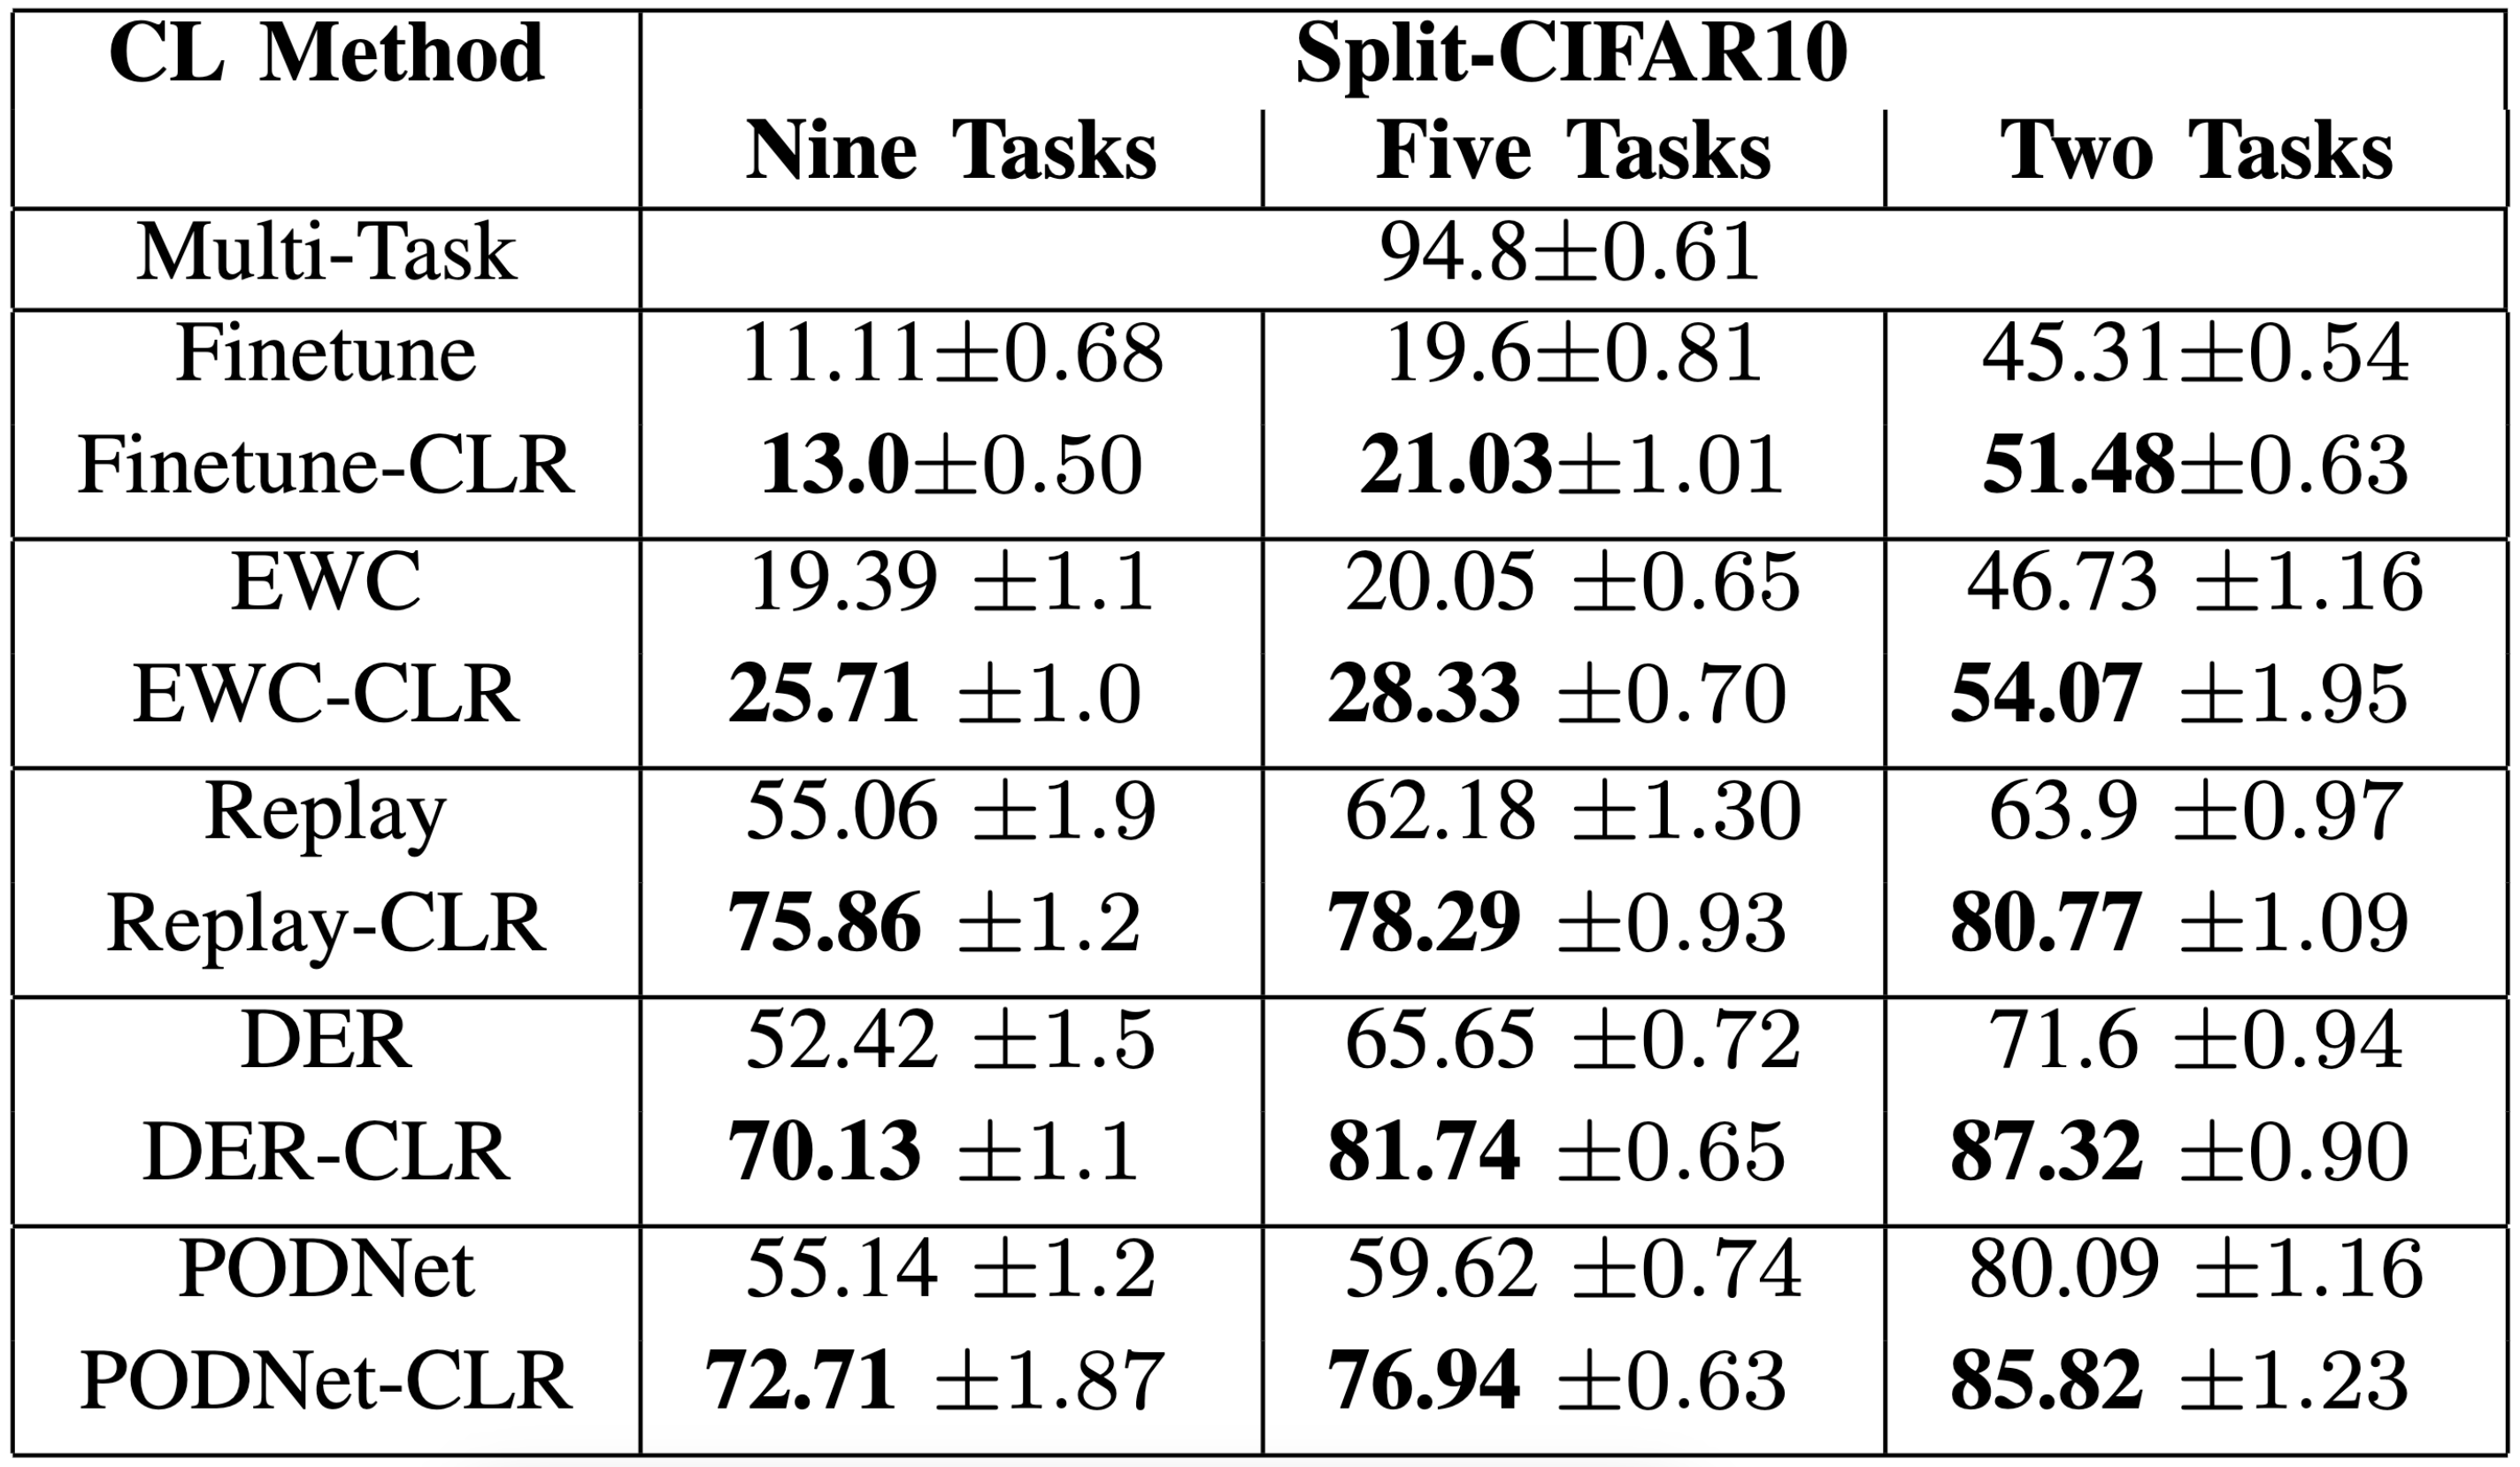 CL Method Split-CIFAR10
Nine Tasks Five Tasks Two Tasks
Multi-Task 94.8±0.61
Finetune 11.11±0.68 19.6±0.81 45.31±0.54
Finetune-CLR 13.0±0.50 21.03±1.01 51.48±0.63
EWC 19.39 ±1.1 20.05 ±0.65 46.73 ±1.16
EWC-CLR 25.71 ±1.0 28.33 ±0.70 54.07 ±1.95
Replay 55.06 ±1.9 62.18 ±1.30 63.9 ±0.97
Replay-CLR 75.86 ±1.2 78.29 ±0.93 80.77 ±1.09
DER 52.42 ±1.5 65.65 ±0.72 71.6 ±0.94
DER-CLR 70.13 ±1.1 81.74 ±0.65 87.32 ±0.90
PODNet 55.14 ±1.2 59.62 ±0.74 80.09 ±1.16
PODNet-CLR 72.71 ±1.87 76.94 ±0.63 85.82 ±1.23